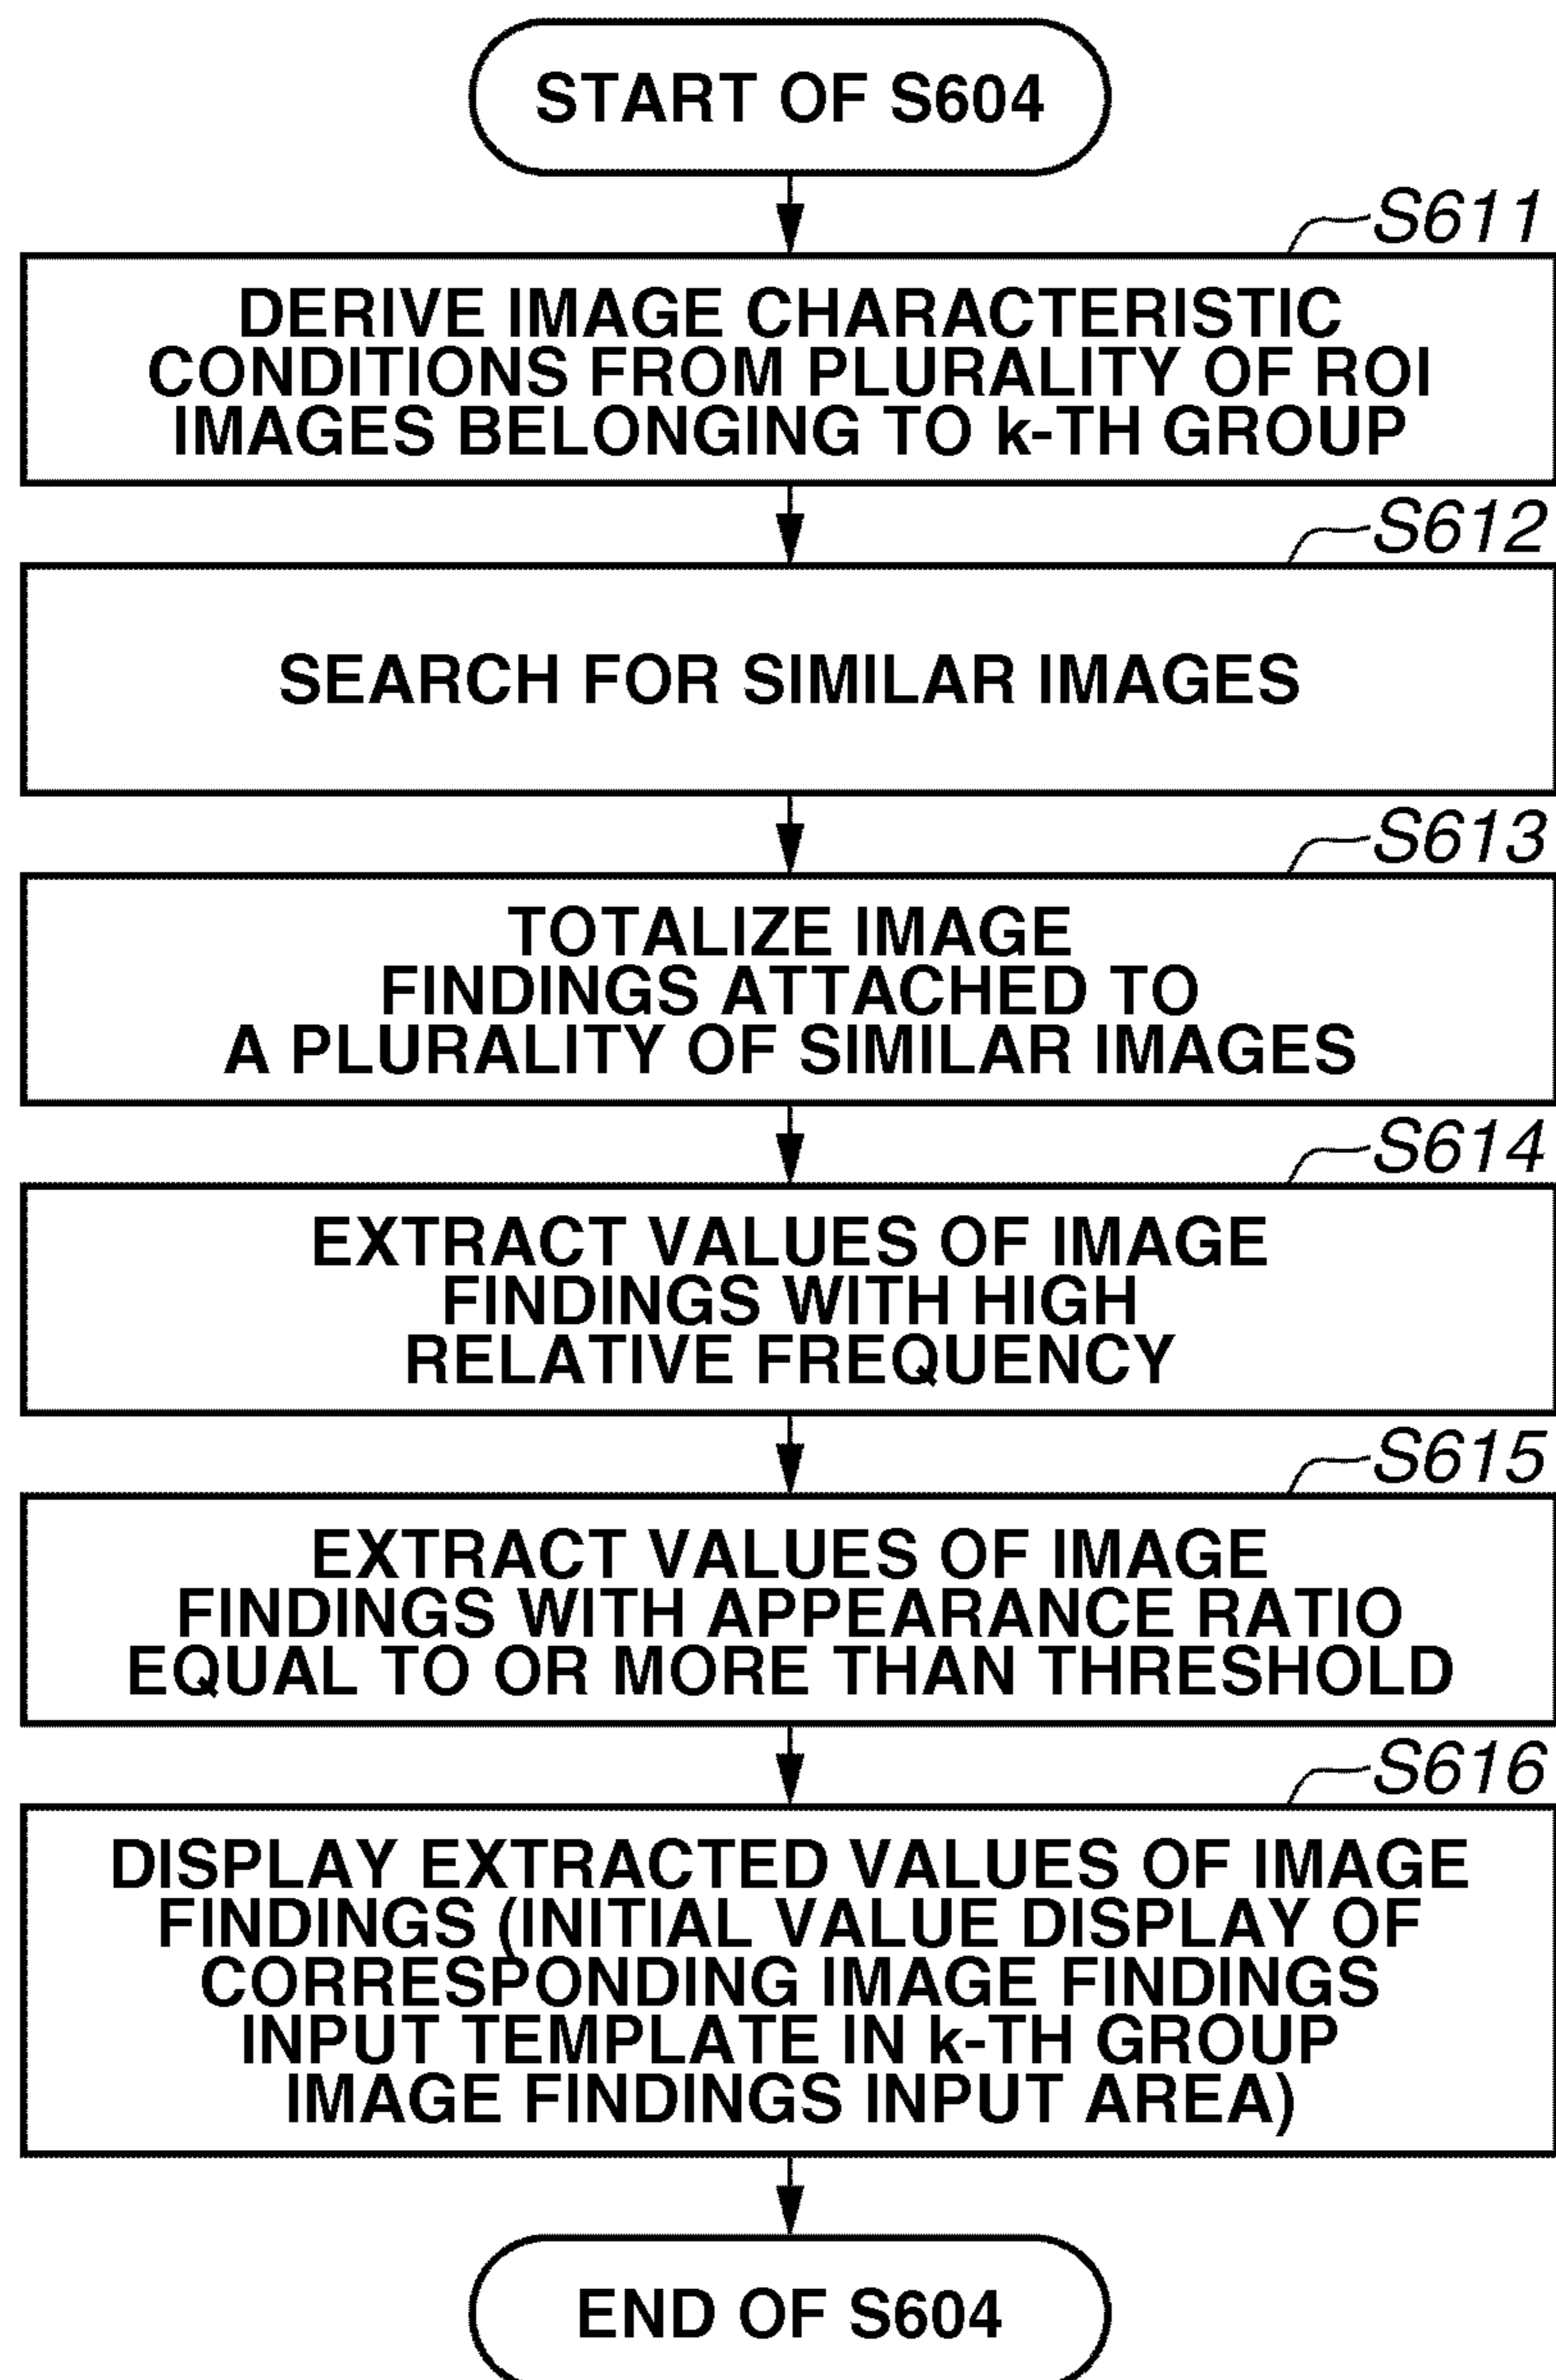 START OF S604
S611
DERIVE IMAGE CHARACTERISTIC
CONDITIONS FROM PLURALITY OF ROI
IMAGES BELONGING TO k-TH GROUP
S612
SEARCH FOR SIMILAR IMAGES
S613
TOTALIZE IMAGE
FINDINGS ATTACHED TO
A PLURALITY OF SIMILAR IMAGES
S614
EXTRACT VALUES OF IMAGE
FINDINGS WITH HIGH
RELATIVE FREQUENCY
S615
EXTRACT VALUES OF IMAGE
FINDINGS WITH APPEARANCE RATIO
EQUAL TO OR MORE THAN THRESHOLD
S616
DISPLAY EXTRACTED VALUES OF IMAGE
FINDINGS (INITIAL VALUE DISPLAY OF
CORRESPONDING IMAGE FINDINGS
INPUT TEMPLATE IN k-TH GROUP
IMAGE FINDINGS INPUT AREA)
END OF S604